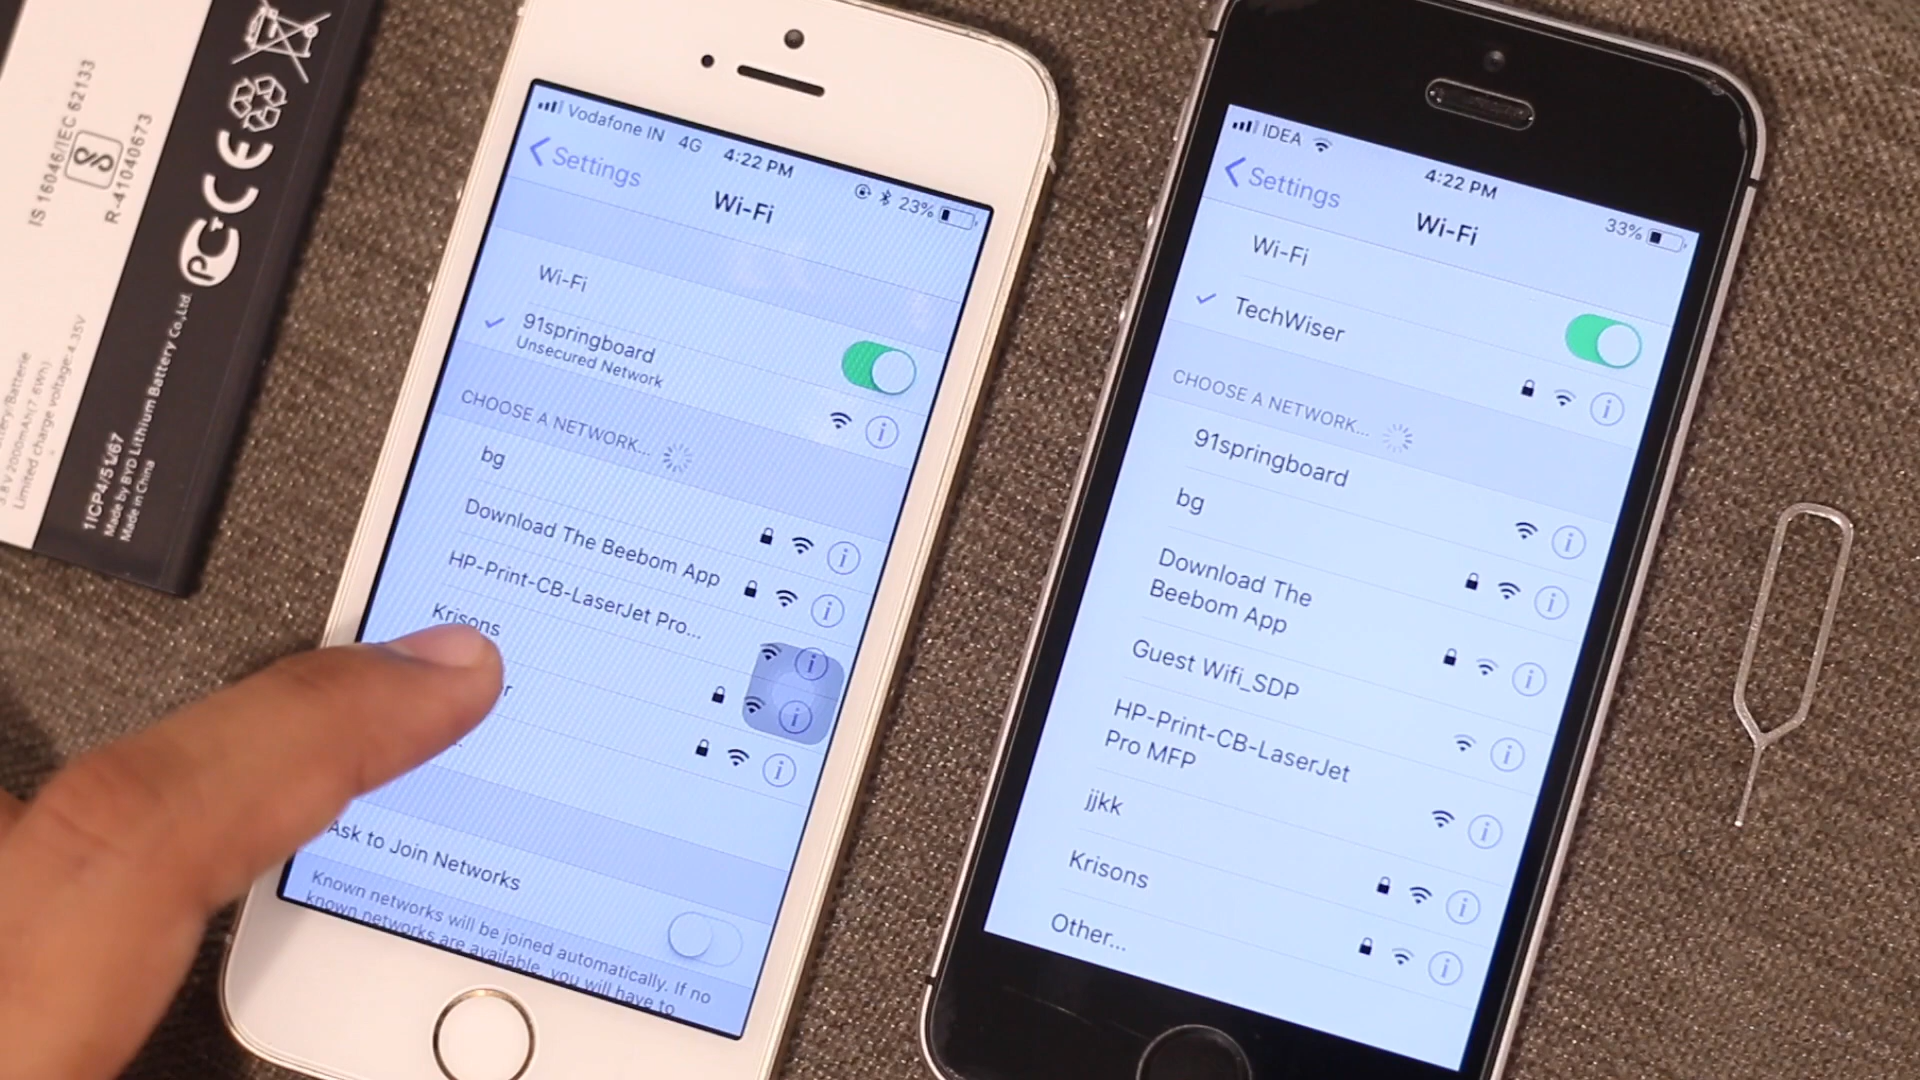 IS 16046/IEC 62133
R-41040673
Limited charge voltage:4.35V
1ICP4/51/67
Made by BYD Lithium Battery Co.,Ltd.
Made in China
Vodafone IN 4G 4:22 PM 23%
Settings
Wi-Fi
Wi-Fi
91springboard
Unsecured Network
CHOOSE A NETWORK...
bg
Download The Beebom App
HP-Print-CB-LaserJet Pro...
Krisons
Ask to Join Networks
Known networks will be joined automatically. If no
known networks are available, you will have to
IDEA 4:22 PM 33%
Settings
Wi-Fi
Wi-Fi
TechWiser
CHOOSE A NETWORK...
91springboard
bg
Download The
Beebom App
Guest Wifi_SDP
HP-Print-CB-LaserJet
Pro MFP
jjkk
Krisons
Other...